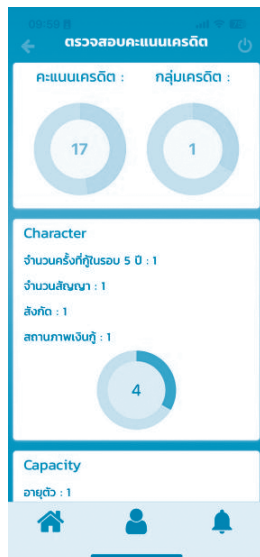 09:59
ตรวจสอบคะแนนเครดิต
คะแนนเครดิต : กลุ่มเครดิต :
17 1
Character
จำนวนครั้งที่กู้ในรอบ 5 ปี : 1
จำนวนสัญญา : 1
สังกัด : 1
สถานภาพเงินกู้ : 1
4
Capacity
อายุตัว : 1